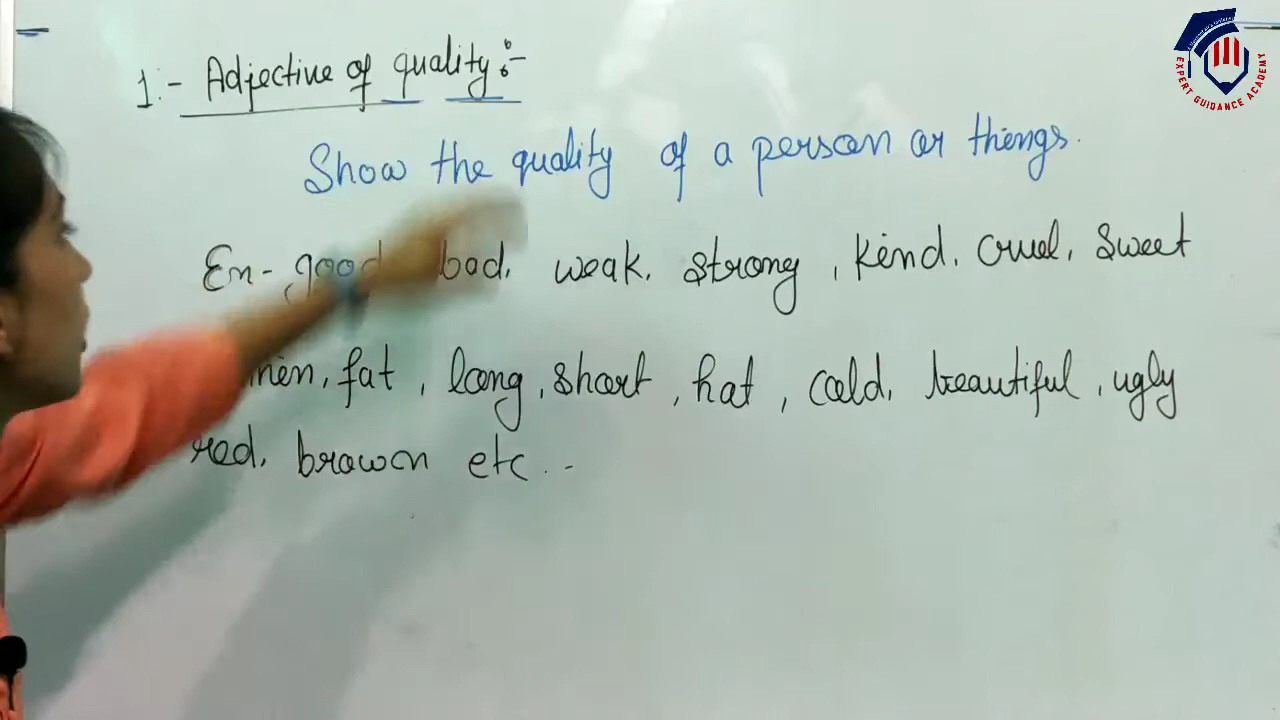 1:- Adjective of quality:-
Show the quality of a person or things.
Ex- good bad, weak, strong, kind, cruel, sweet
fat, long, short, hot, cold, beautiful, ugly
red, brown etc..
EXPERT GUIDANCE ACADEMY